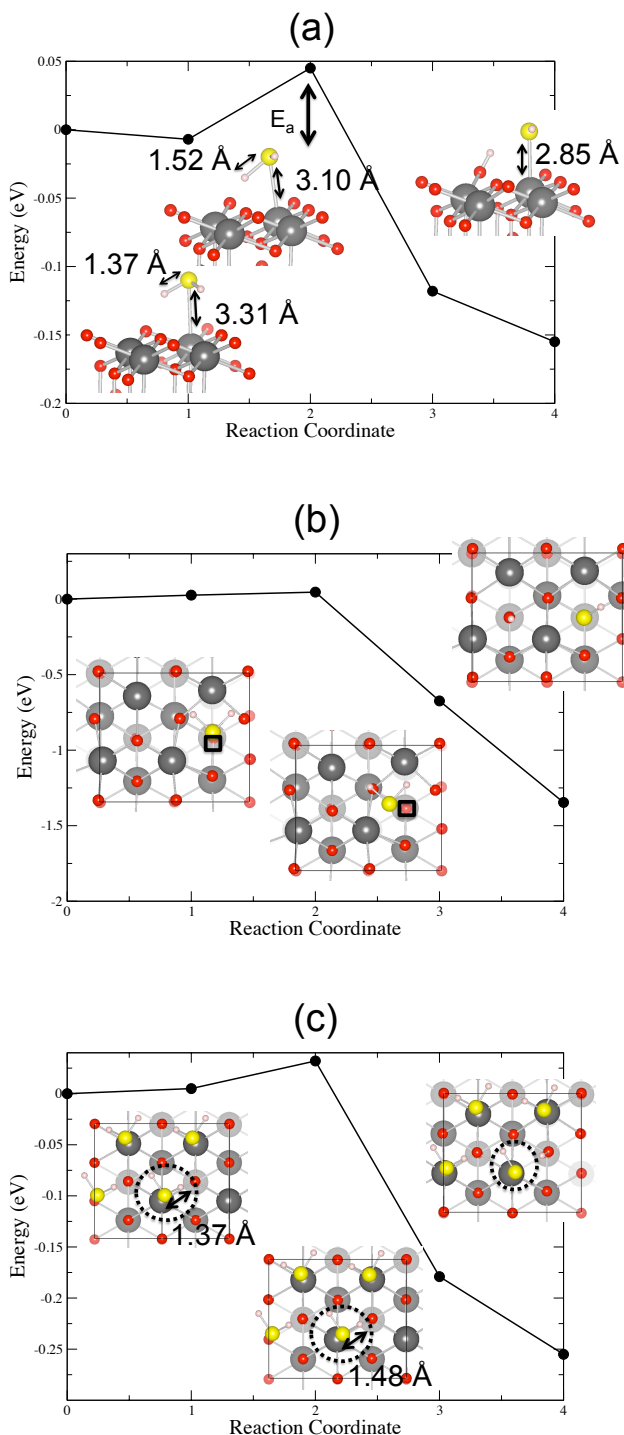 (a)
0.05
0
-0.05
-0.1
-0.15
-0.2
Energy (eV)
Eₐ
1.52 Å
3.10 Å
2.85 Å
1.37 Å
3.31 Å
0 1 2 3 4
Reaction Coordinate
(b)
0
-0.5
-1
-1.5
-2
Energy (eV)
0 1 2 3 4
Reaction Coordinate
(c)
0
-0.05
-0.1
-0.15
-0.2
-0.25
Energy (eV)
1.37 Å
1.48 Å
0 1 2 3 4
Reaction Coordinate